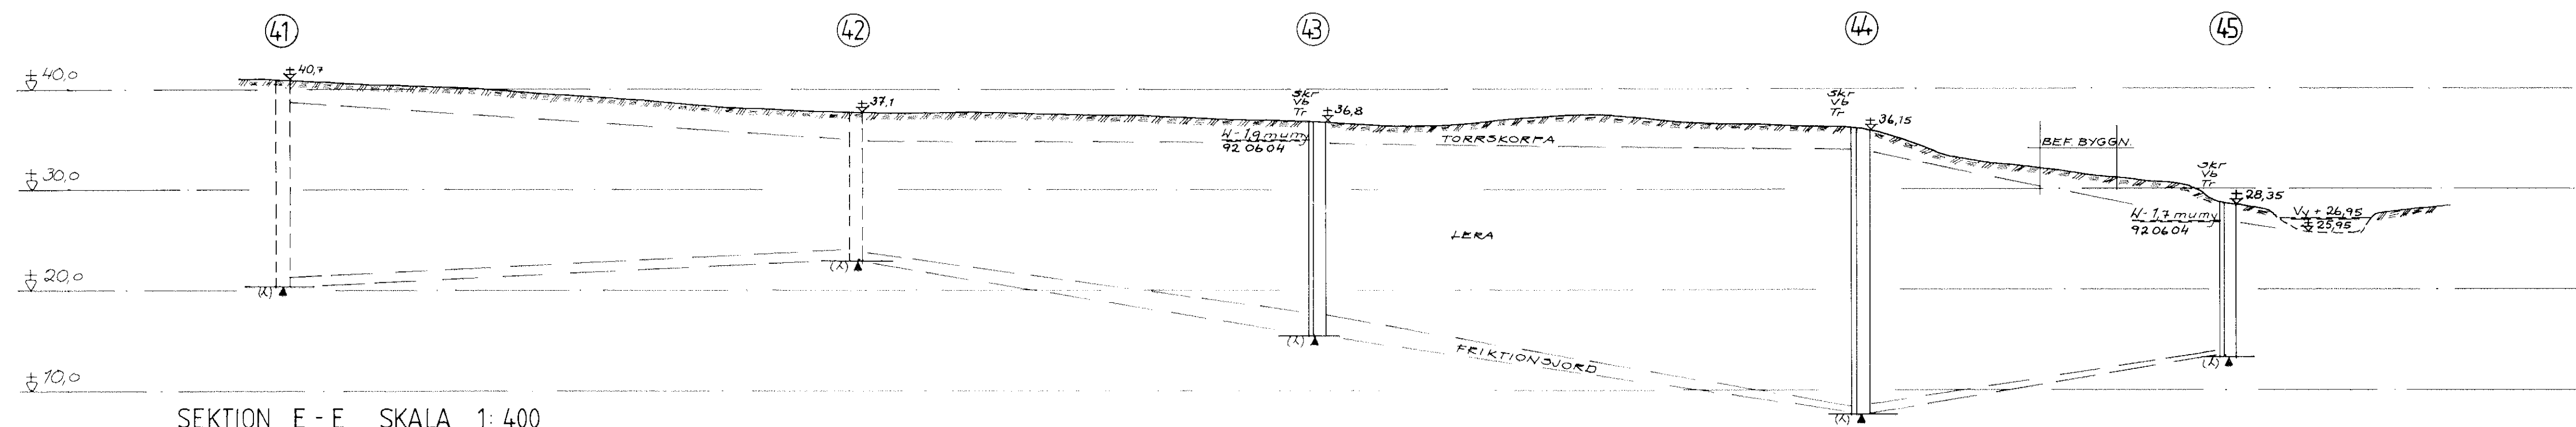 41 42 43 44 45
+40,0
+40,7
+37,1
Skr
Vb
Tr
+36,8
W-1,9 mumy
920604
TORRSKORPA
Skr
Vb
Tr
+36,15
BEF. BYGGN.
+30,0
Skr
Vb
Tr
+28,35
W-1,7 mumy
920604
Vy +26,95
+25,95
LERA
+20,0
FRIKTIONSJORD
+10,0
SEKTION E-E SKALA 1:400